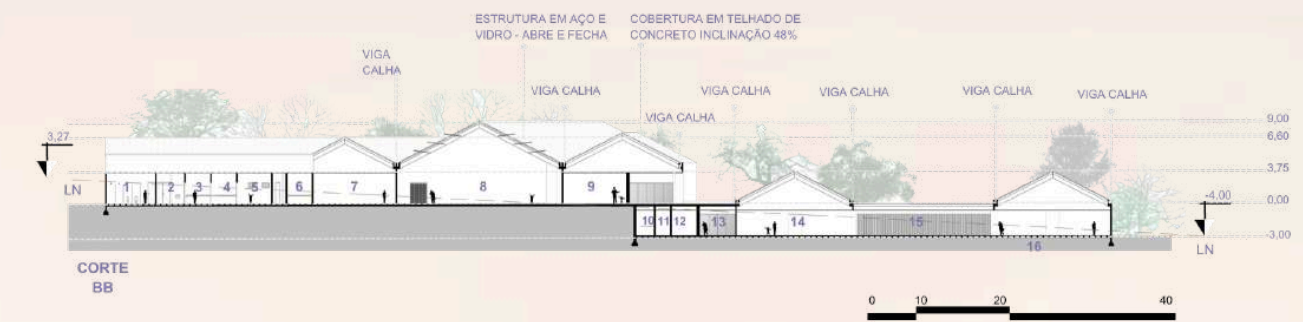 ESTRUTURA EM AÇO E
VIDRO - ABRE E FECHA
COBERTURA EM TELHADO DE
CONCRETO INCLINAÇÃO 48%
VIGA
CALHA
VIGA CALHA
VIGA CALHA
VIGA CALHA
VIGA CALHA
VIGA CALHA
VIGA CALHA
3,27
LN
9,00
6,60
3,75
-4,00
0,00
-3,00
LN
1 2 3 4 5 6 7 8 9
10 11 12 13 14 15
16
CORTE
BB
0 10 20 40